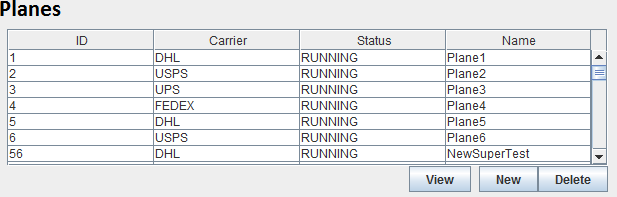 Planes
ID Carrier Status Name
1 DHL RUNNING Plane1
2 USPS RUNNING Plane2
3 UPS RUNNING Plane3
4 FEDEX RUNNING Plane4
5 DHL RUNNING Plane5
6 USPS RUNNING Plane6
56 DHL RUNNING NewSuperTest
View New Delete